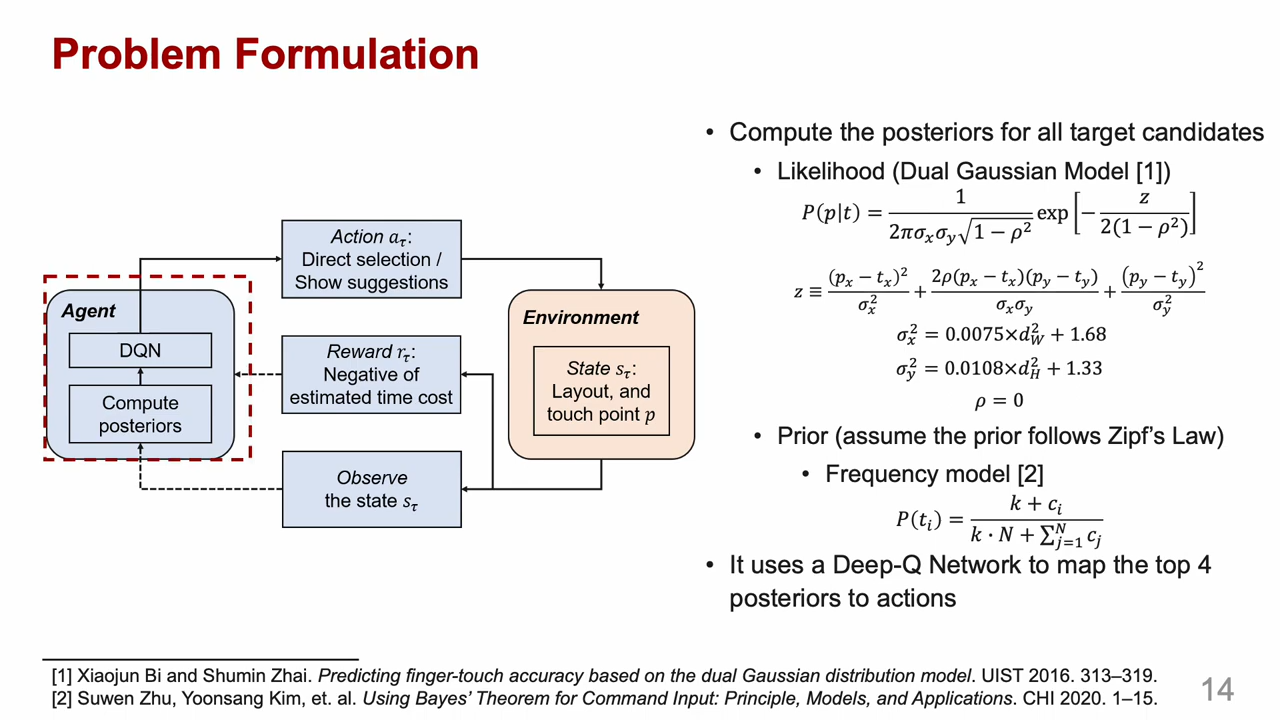 Problem Formulation
Action aτ:
Direct selection /
Show suggestions
Agent
DQN
Compute
posteriors
Reward rτ:
Negative of
estimated time cost
Observe
the state sτ
Environment
State sτ:
Layout, and
touch point p
• Compute the posteriors for all target candidates
• Likelihood (Dual Gaussian Model [1])
P(p|t) = 1 / (2πσxσy√(1 − ρ²)) exp[− z / (2(1 − ρ²))]
z ≡ (px − tx)² / σx² + 2ρ(px − tx)(py − ty) / (σxσy) + (py − ty)² / σy²
σx² = 0.0075×dW² + 1.68
σy² = 0.0108×dH² + 1.33
ρ = 0
• Prior (assume the prior follows Zipf's Law)
• Frequency model [2]
P(ti) = (k + ci) / (k · N + ∑j=1^N cj)
• It uses a Deep-Q Network to map the top 4
posteriors to actions
[1] Xiaojun Bi and Shumin Zhai. Predicting finger-touch accuracy based on the dual Gaussian distribution model. UIST 2016. 313–319.
[2] Suwen Zhu, Yoonsang Kim, et. al. Using Bayes' Theorem for Command Input: Principle, Models, and Applications. CHI 2020. 1–15.
14